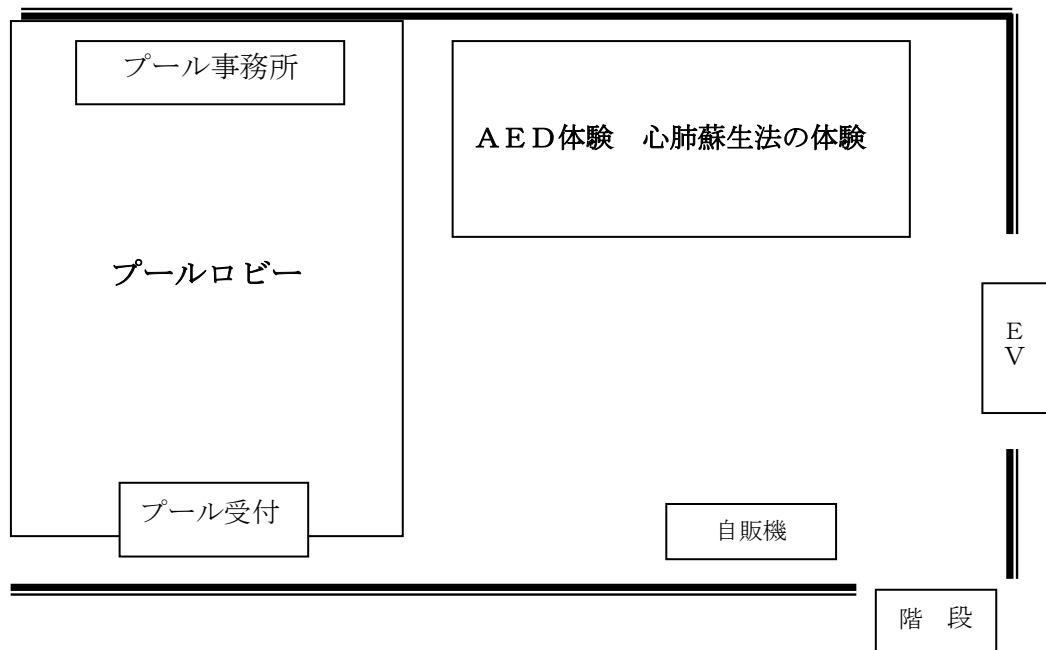 プール事務所
ＡＥＤ体験　心肺蘇生法の体験
プールロビー
ＥＶ
プール受付
自販機
階　段